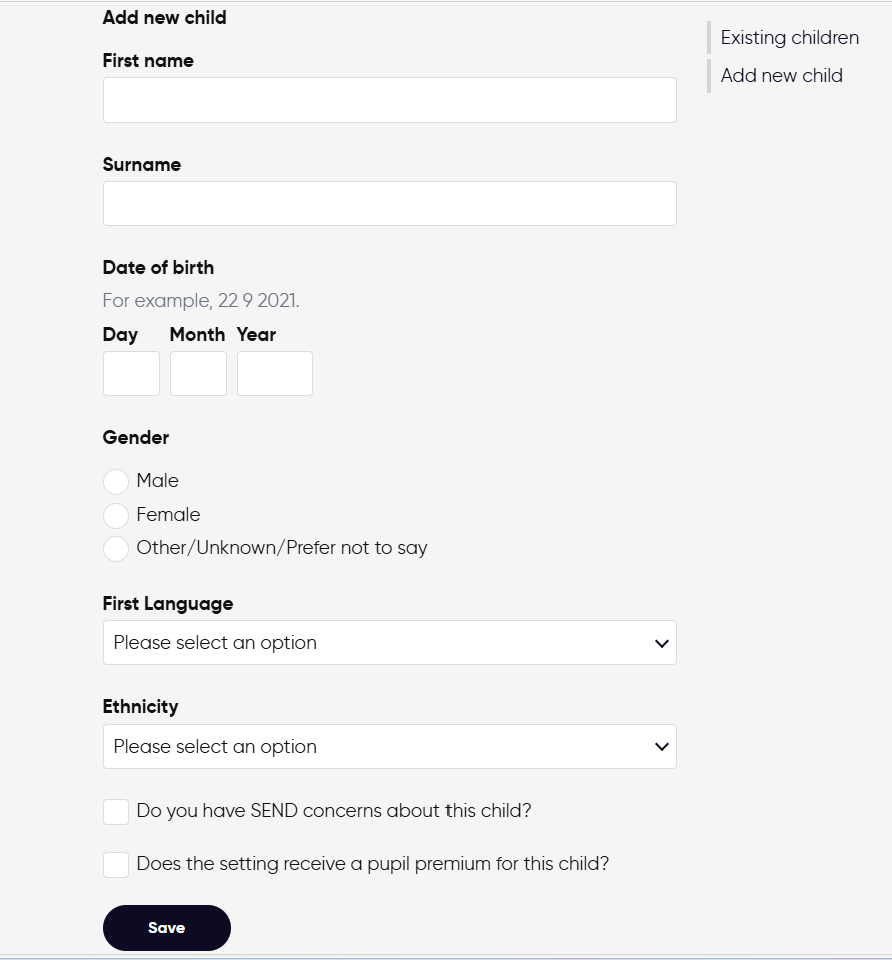 Add new child
First name
Surname
Date of birth
For example, 22 9 2021.
Day Month Year
Gender
Male
Female
Other/Unknown/Prefer not to say
First Language
Please select an option
Ethnicity
Please select an option
Do you have SEND concerns about this child?
Does the setting receive a pupil premium for this child?
Save
Existing children
Add new child